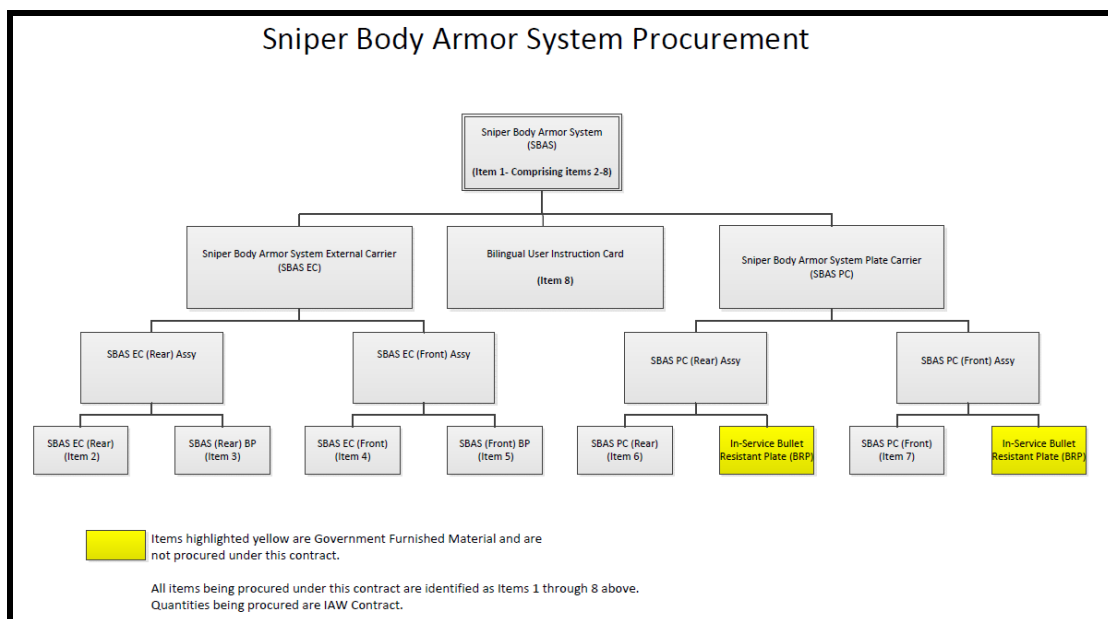 Sniper Body Armor System Procurement
Sniper Body Armor System
(SBAS)
(Item 1- Comprising items 2-8)
Sniper Body Armor System External Carrier
(SBAS EC)
Bilingual User Instruction Card
(Item 8)
Sniper Body Armor System Plate Carrier
(SBAS PC)
SBAS EC (Rear) Assy
SBAS EC (Front) Assy
SBAS PC (Rear) Assy
SBAS PC (Front) Assy
SBAS EC (Rear)
(Item 2)
SBAS (Rear) BP
(Item 3)
SBAS EC (Front)
(Item 4)
SBAS (Front) BP
(Item 5)
SBAS PC (Rear)
(Item 6)
In-Service Bullet
Resistant Plate (BRP)
SBAS PC (Front)
(Item 7)
In-Service Bullet
Resistant Plate (BRP)
Items highlighted yellow are Government Furnished Material and are
not procured under this contract.
All items being procured under this contract are identified as Items 1 through 8 above.
Quantities being procured are IAW Contract.